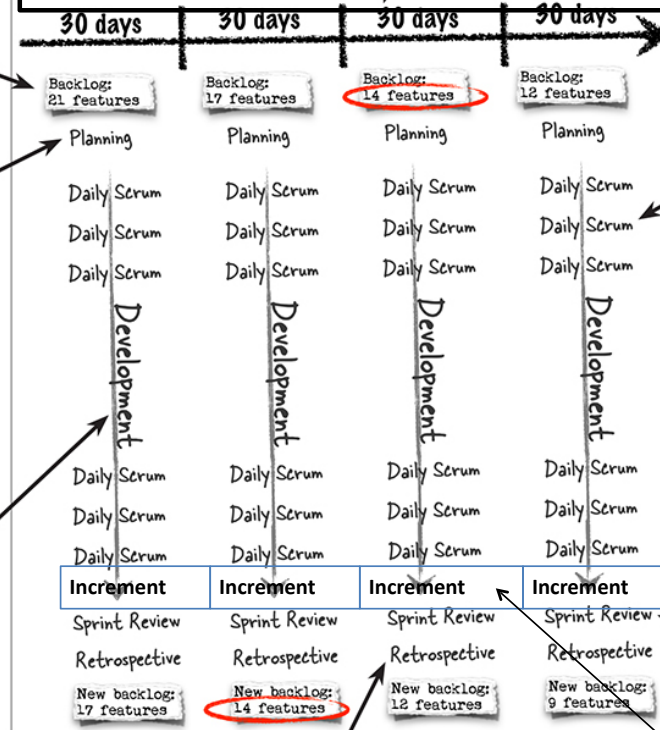 30 days 30 days 30 days 30 days
Backlog: Backlog: Backlog: Backlog:
21 features 17 features 14 features 12 features
Planning Planning Planning Planning
Daily Scrum Daily Scrum Daily Scrum Daily Scrum
Daily Scrum Daily Scrum Daily Scrum Daily Scrum
Daily Scrum Daily Scrum Daily Scrum Daily Scrum
Development Development Development Development
Daily Scrum Daily Scrum Daily Scrum Daily Scrum
Daily Scrum Daily Scrum Daily Scrum Daily Scrum
Daily Scrum Daily Scrum Daily Scrum Daily Scrum
Increment Increment Increment Increment
Sprint Review Sprint Review Sprint Review Sprint Review
Retrospective Retrospective Retrospective Retrospective
New backlog: New backlog: New backlog: New backlog:
17 features 14 features 12 features 9 features